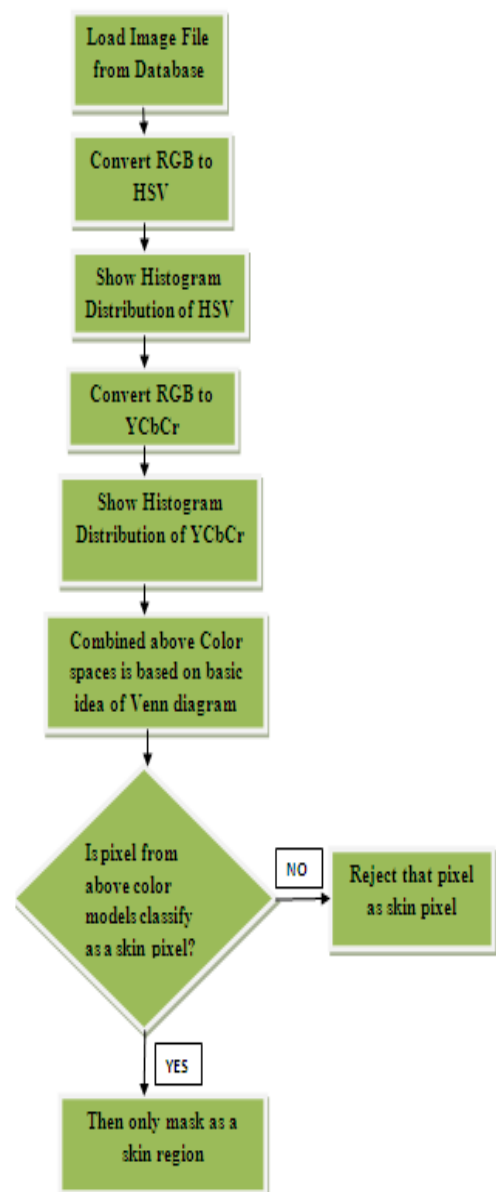 Load Image File
from Database
Convert RGB to
HSV
Show Histogram
Distribution of HSV
Convert RGB to
YCbCr
Show Histogram
Distribution of YCbCr
Combined above Color
spaces is based on basic
idea of Venn diagram
Is pixel from
above color
models classify
as a skin pixel?
NO
Reject that pixel
as skin pixel
YES
Then only mask as a
skin region